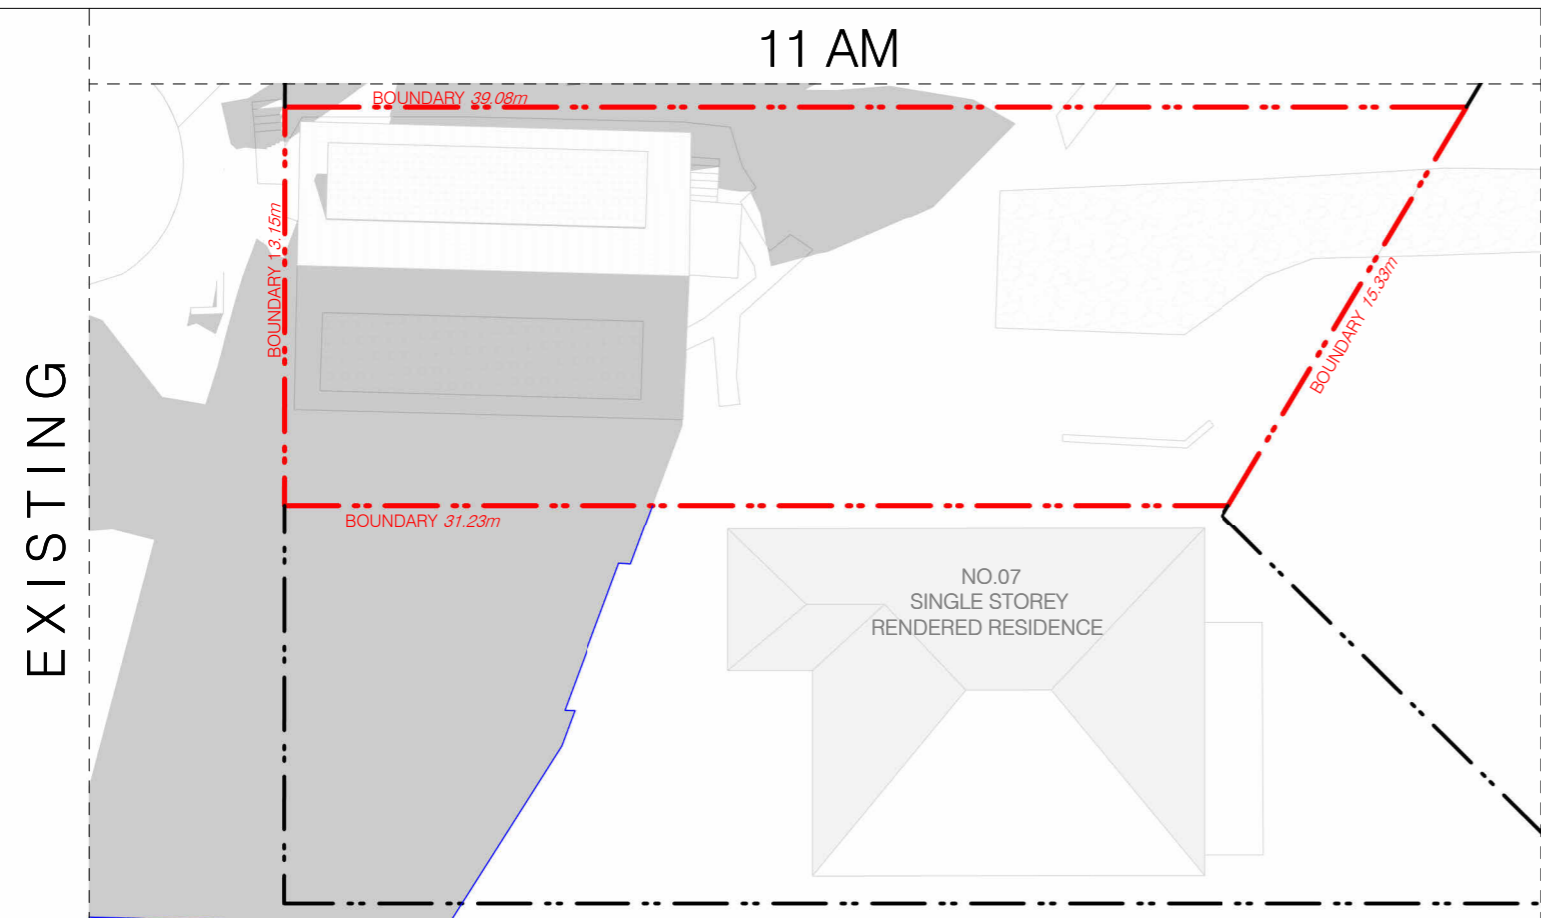 11 AM
EXISTING
BOUNDARY 39.08m
BOUNDARY 13.15m
BOUNDARY 15.33m
BOUNDARY 31.23m
NO.07
SINGLE STOREY
RENDERED RESIDENCE